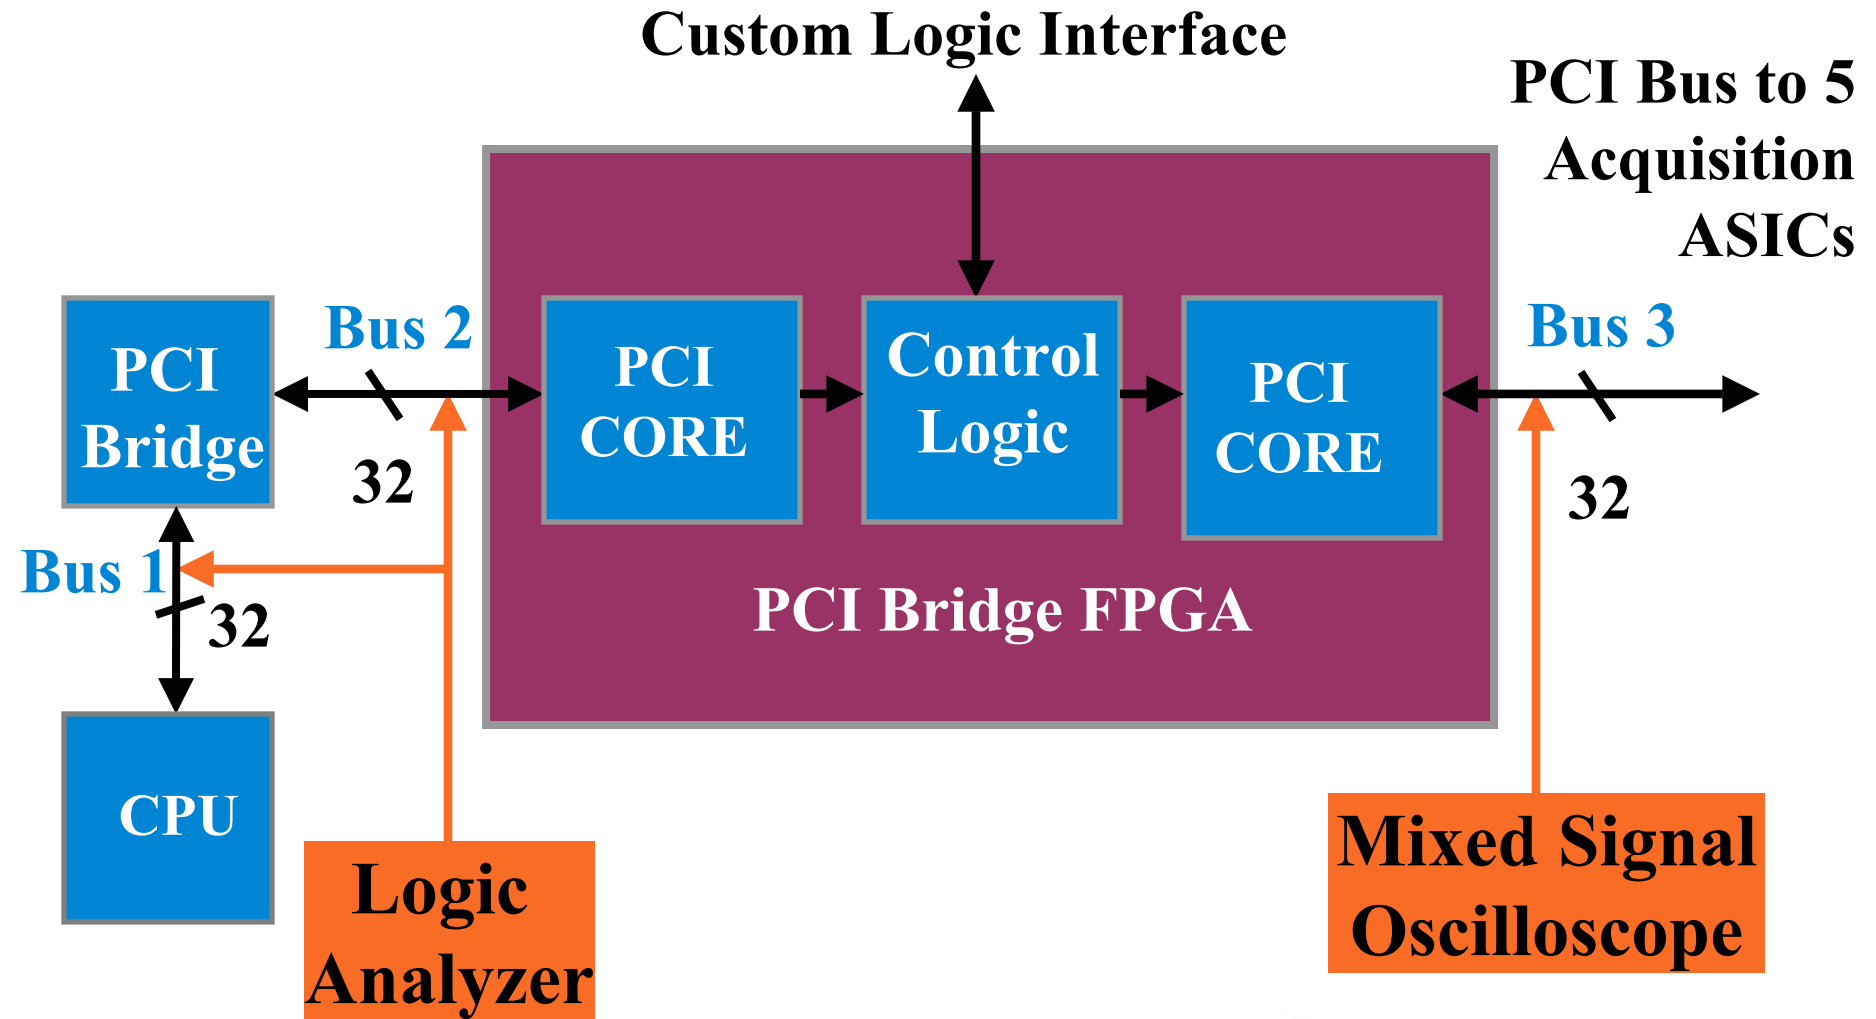 Custom Logic Interface
PCI Bus to 5
Acquisition
ASICs
Bus 2
Bus 3
PCI
Bridge
PCI
CORE
Control
Logic
PCI
CORE
32
32
Bus 1
32
PCI Bridge FPGA
CPU
Logic
Analyzer
Mixed Signal
Oscilloscope